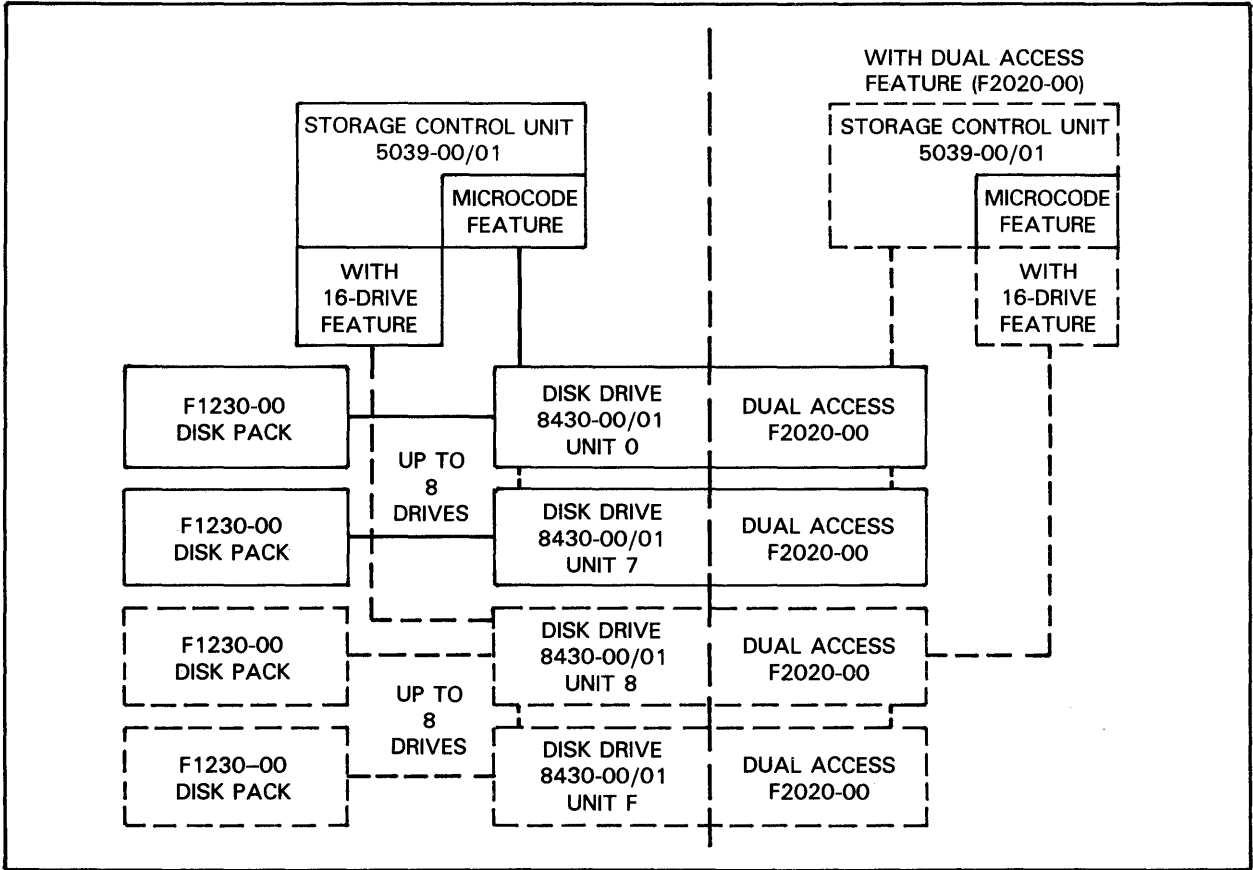 WITH DUAL ACCESS
FEATURE (F2020-00)
STORAGE CONTROL UNIT
5039-00/01
MICROCODE
FEATURE
WITH
16-DRIVE
FEATURE
STORAGE CONTROL UNIT
5039-00/01
MICROCODE
FEATURE
WITH
16-DRIVE
FEATURE
F1230-00
DISK PACK
UP TO
8
DRIVES
DISK DRIVE
8430-00/01
UNIT 0
DUAL ACCESS
F2020-00
F1230-00
DISK PACK
DISK DRIVE
8430-00/01
UNIT 7
DUAL ACCESS
F2020-00
F1230-00
DISK PACK
UP TO
8
DRIVES
DISK DRIVE
8430-00/01
UNIT 8
DUAL ACCESS
F2020-00
F1230–00
DISK PACK
DISK DRIVE
8430-00/01
UNIT F
DUAL ACCESS
F2020-00